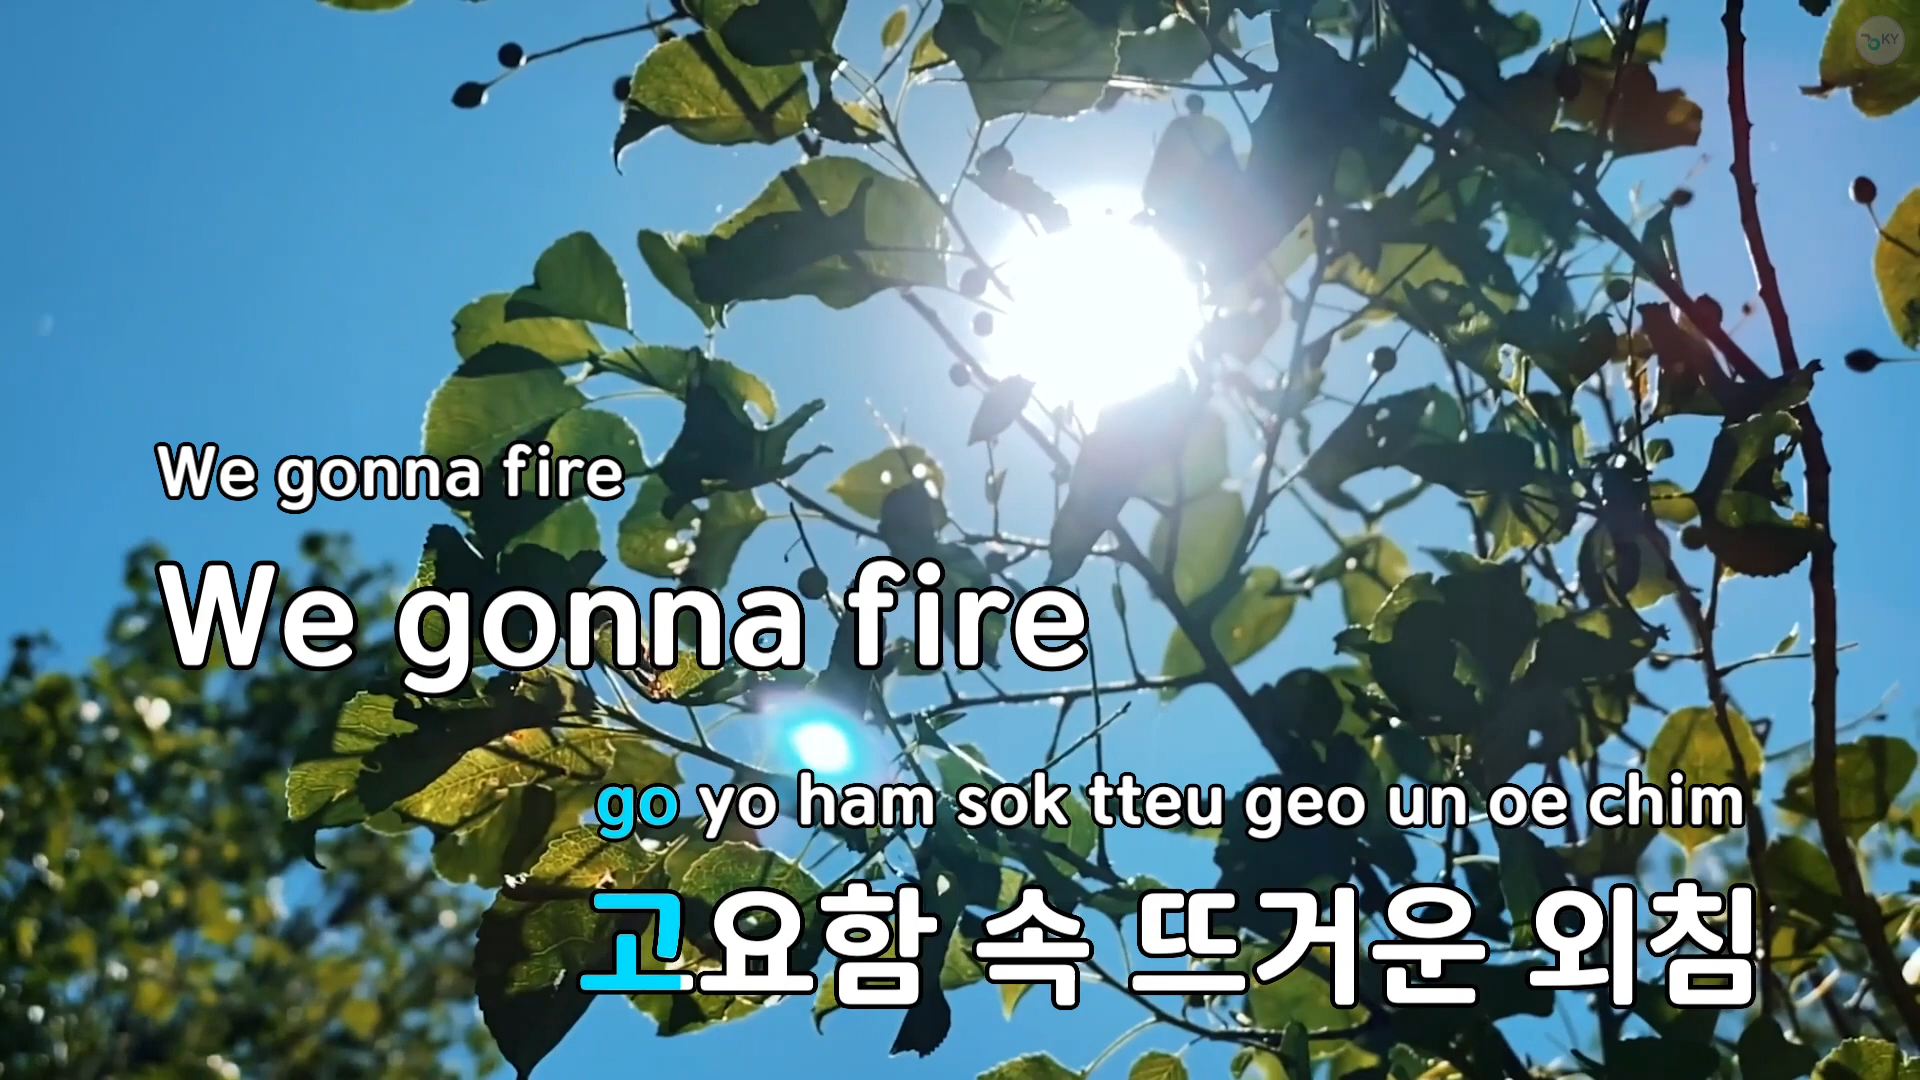 KY
We gonna fire
We gonna fire
go yo ham sok tteu geo un oe chim
고요함 속 뜨거운 외침